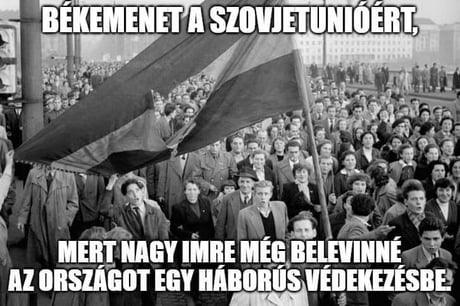 BÉKEMENET A SZOVJETUNIÓÉRT,
MERT NAGY IMRE MÉG BELEVINNÉ
AZ ORSZÁGOT EGY HÁBORÚS VÉDEKEZÉSBE.